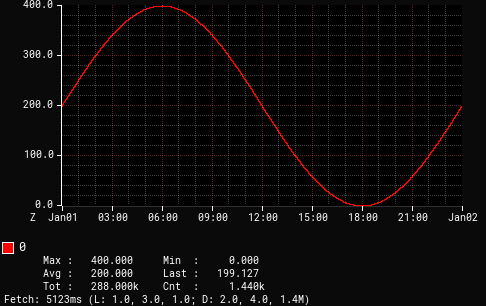 400.0
300.0
200.0
100.0
0.0
Z Jan01 03:00 06:00 09:00 12:00 15:00 18:00 21:00 Jan02
0
Max : 400.000 Min : 0.000
Avg : 200.000 Last : 199.127
Tot : 288.000k Cnt : 1.440k
Fetch: 5123ms (L: 1.0, 3.0, 1.0; D: 2.0, 4.0, 1.4M)